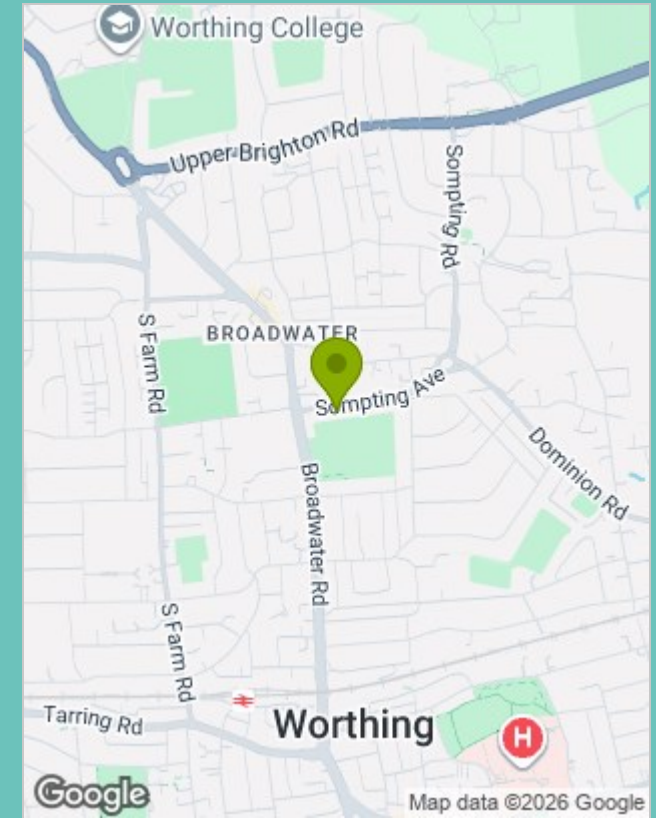 Worthing College
Upper Brighton Rd
Sompting Rd
BROADWATER
S Farm Rd
Sompting Ave
Dominion Rd
Broadwater Rd
S Farm Rd
Tarring Rd
Worthing
H
Google
Map data ©2026 Google